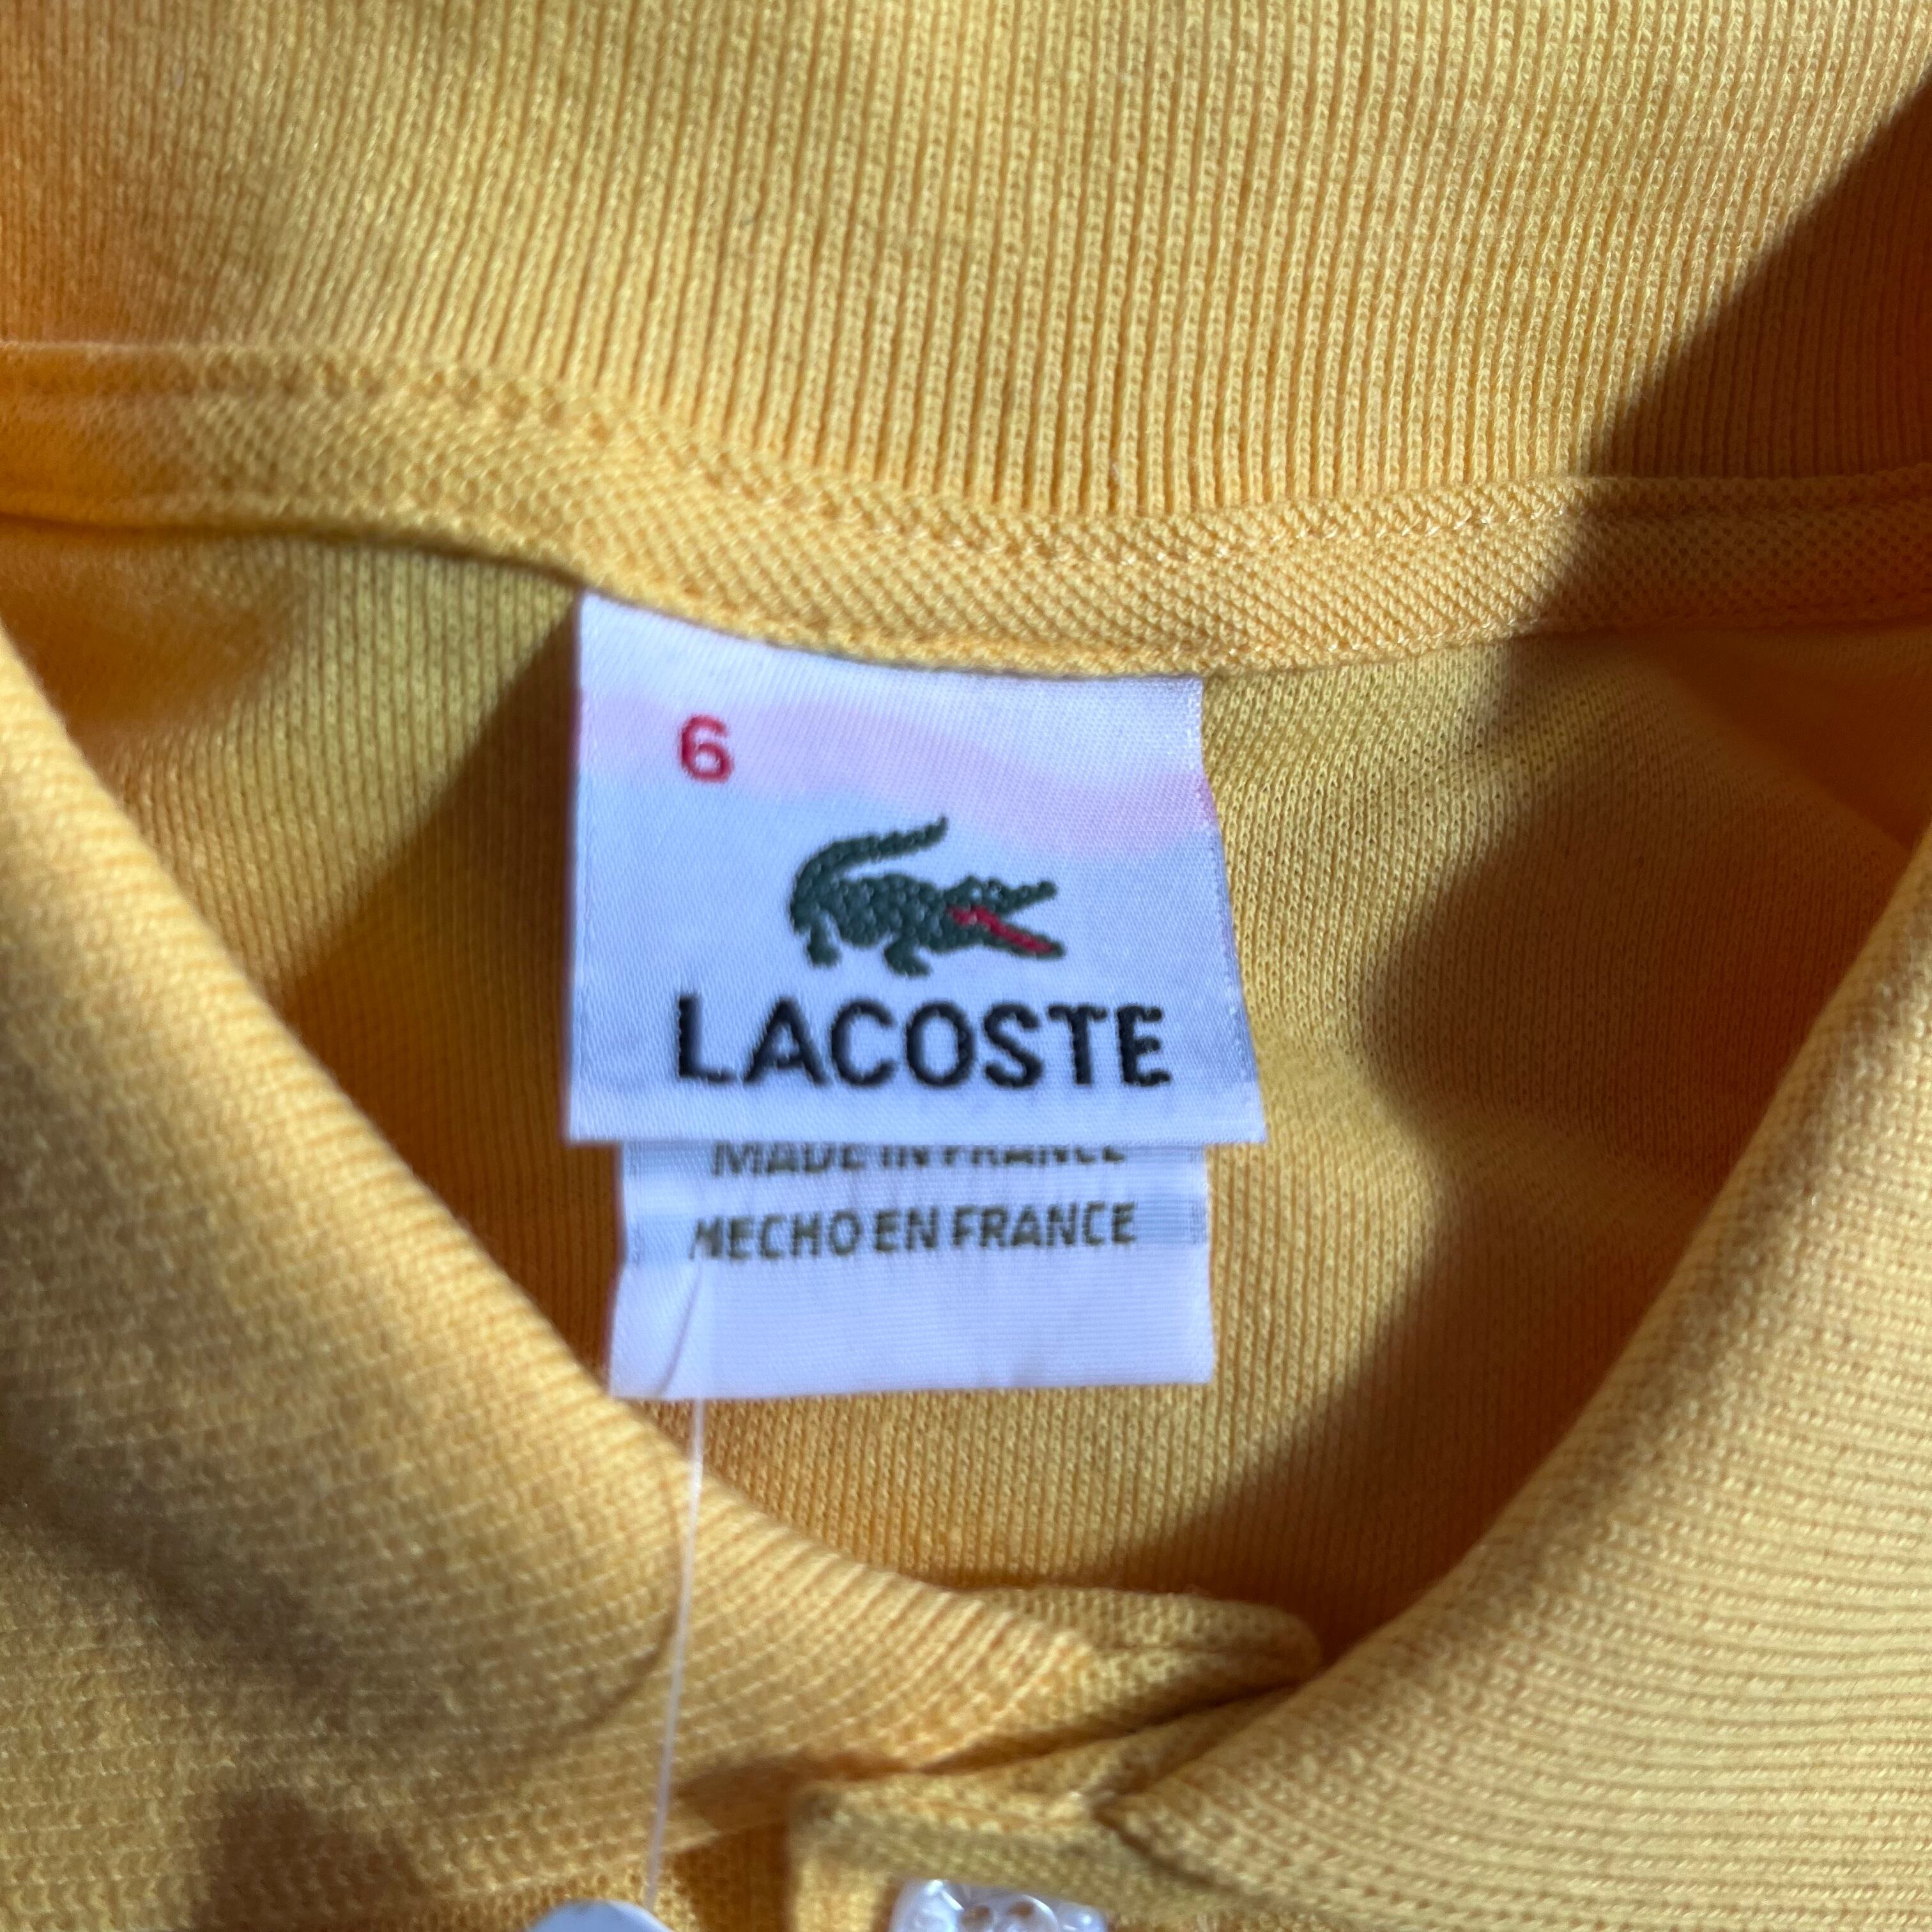 6
LACOSTE
MADE IN FRANCE
HECHO EN FRANCE